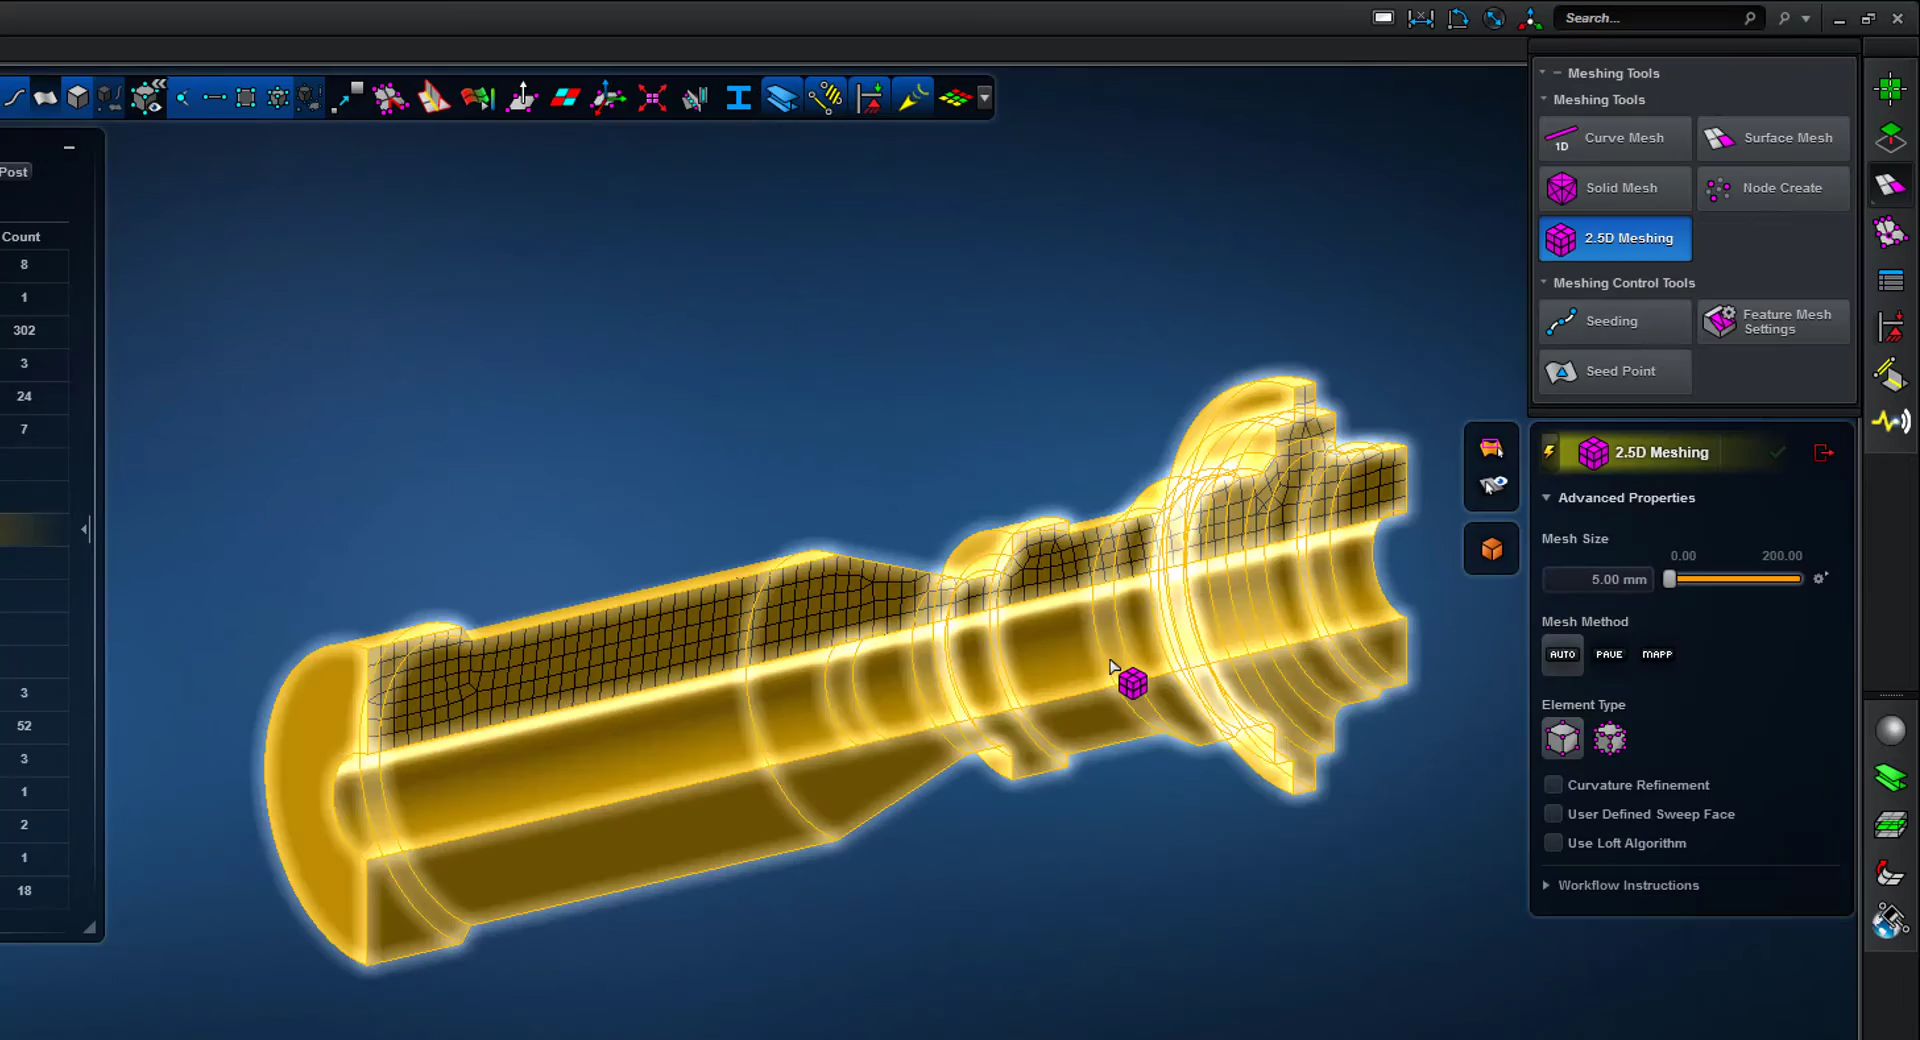 Search...
Post
Count
8
1
302
3
24
7
3
52
3
1
2
1
18
Meshing Tools
Meshing Tools
1D
Curve Mesh
Surface Mesh
Solid Mesh
Node Create
2.5D Meshing
Meshing Control Tools
Seeding
Feature Mesh
Settings
Seed Point
2.5D Meshing
Advanced Properties
Mesh Size
0.00 200.00
5.00 mm
Mesh Method
AUTO PAVE MAPP
Element Type
Curvature Refinement
User Defined Sweep Face
Use Loft Algorithm
Workflow Instructions